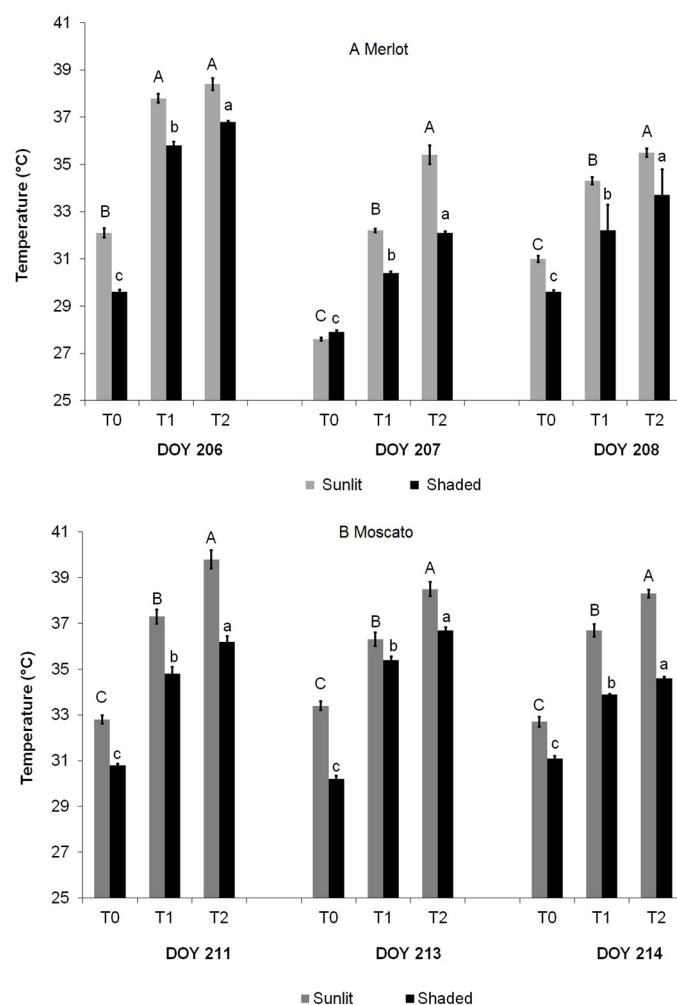 A Merlot
Temperature (°C)
41
39
37
35
33
31
29
27
25
B
c
A
b
A
a
C
c
B
b
A
a
C
c
B
b
A
a
T0 T1 T2 T0 T1 T2 T0 T1 T2
DOY 206 DOY 207 DOY 208
Sunlit Shaded
B Moscato
Temperature (°C)
41
39
37
35
33
31
29
27
25
C
c
B
b
A
a
C
c
B
b
A
a
C
c
B
b
A
a
T0 T1 T2 T0 T1 T2 T0 T1 T2
DOY 211 DOY 213 DOY 214
Sunlit Shaded